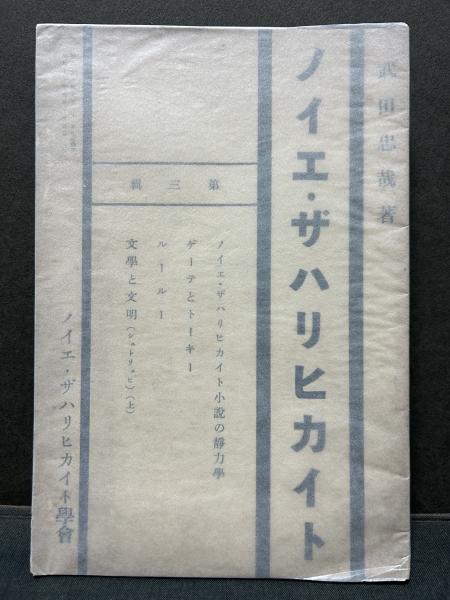 武田忠哉著
ノイエ・ザハリヒカイト
第三輯
ノイエ・ザハリヒカイト小說の靜力學
ゲーテとトーキー
ルールー
文學と文明(シュトリッヒ)(上)
ノイエ・ザハリヒカイト學會